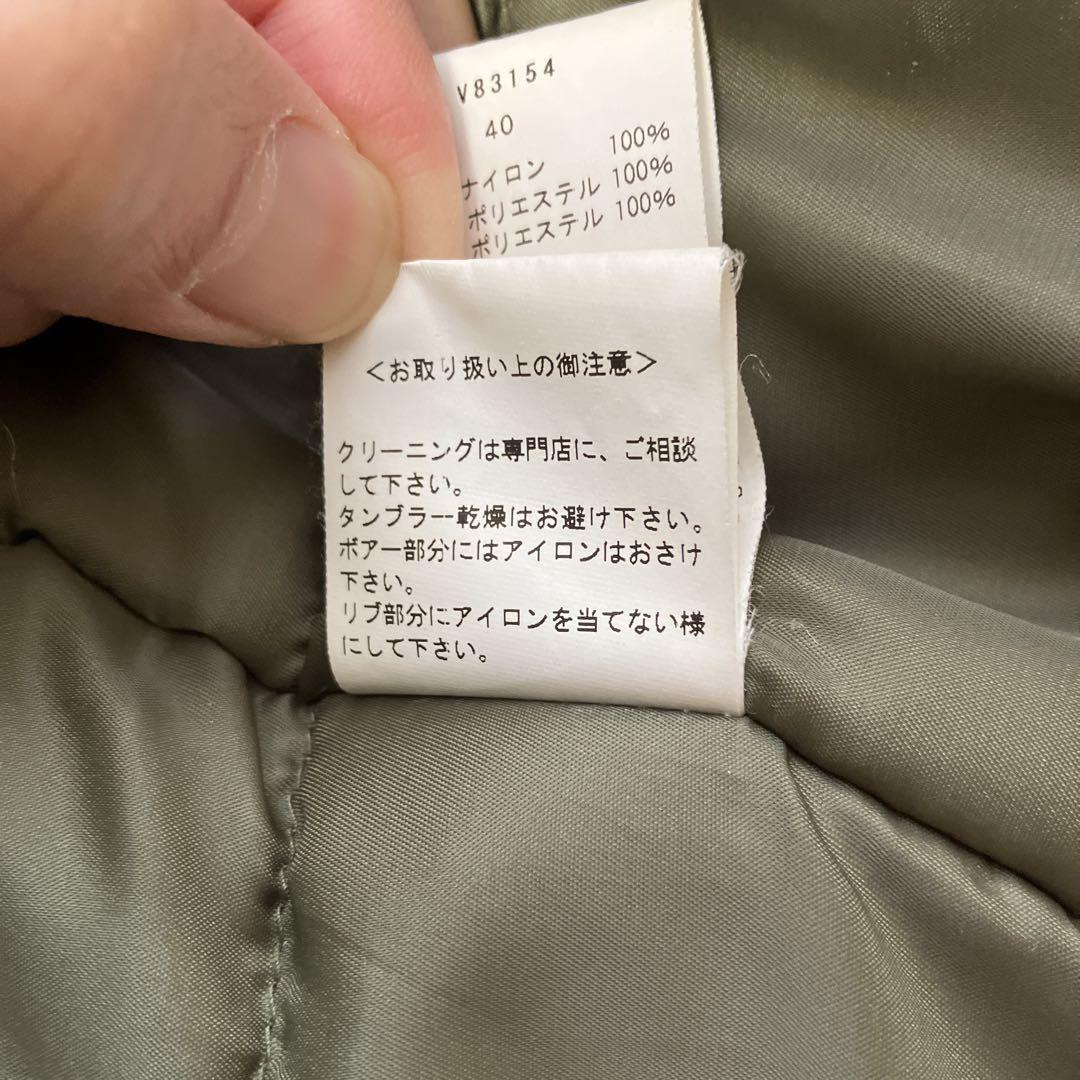 V83154
40
ナイロン 100%
ポリエステル 100%
ポリエステル 100%
<お取り扱い上の御注意>
クリーニングは専門店に、ご相談
して下さい。
タンブラー乾燥はお避け下さい。
ボアー部分にはアイロンはおさけ
下さい。
リブ部分にアイロンを当てない様
にして下さい。